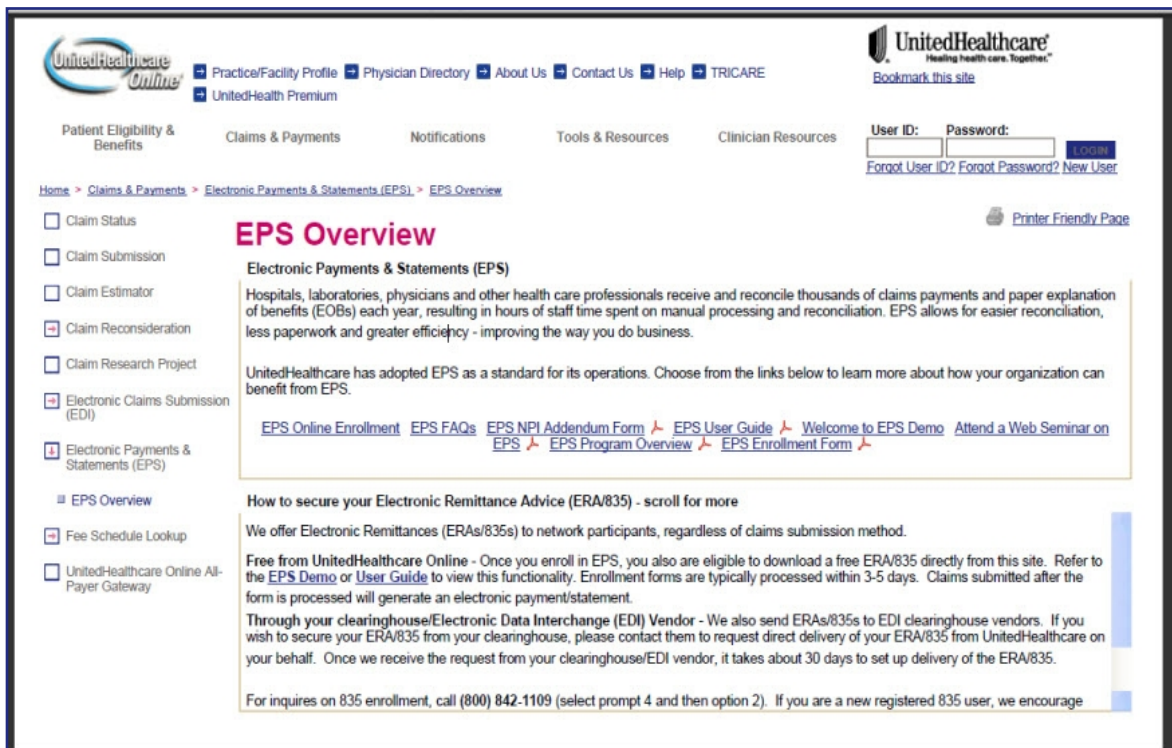 UnitedHealthcare
Online
Practice/Facility Profile Physician Directory About Us Contact Us Help TRICARE
UnitedHealth Premium
UnitedHealthcare
Healing health care. Together.
Bookmark this site
Patient Eligibility &
Benefits
Claims & Payments
Notifications
Tools & Resources
Clinician Resources
User ID: Password:
LOGIN
Forgot User ID? Forgot Password? New User
Home > Claims & Payments > Electronic Payments & Statements (EPS) > EPS Overview
Printer Friendly Page
Claim Status
Claim Submission
Claim Estimator
Claim Reconsideration
Claim Research Project
Electronic Claims Submission
(EDI)
Electronic Payments &
Statements (EPS)
EPS Overview
Fee Schedule Lookup
UnitedHealthcare Online All-
Payer Gateway
EPS Overview
Electronic Payments & Statements (EPS)
Hospitals, laboratories, physicians and other health care professionals receive and reconcile thousands of claims payments and paper explanation
of benefits (EOBs) each year, resulting in hours of staff time spent on manual processing and reconciliation. EPS allows for easier reconciliation,
less paperwork and greater efficiency - improving the way you do business.
UnitedHealthcare has adopted EPS as a standard for its operations. Choose from the links below to learn more about how your organization can
benefit from EPS.
EPS Online Enrollment EPS FAQs EPS NPI Addendum Form EPS User Guide Welcome to EPS Demo Attend a Web Seminar on
EPS EPS Program Overview EPS Enrollment Form
How to secure your Electronic Remittance Advice (ERA/835) - scroll for more
We offer Electronic Remittances (ERAs/835s) to network participants, regardless of claims submission method.
Free from UnitedHealthcare Online - Once you enroll in EPS, you also are eligible to download a free ERA/835 directly from this site. Refer to
the EPS Demo or User Guide to view this functionality. Enrollment forms are typically processed within 3-5 days. Claims submitted after the
form is processed will generate an electronic payment/statement.
Through your clearinghouse/Electronic Data Interchange (EDI) Vendor - We also send ERAs/835s to EDI clearinghouse vendors. If you
wish to secure your ERA/835 from your clearinghouse, please contact them to request direct delivery of your ERA/835 from UnitedHealthcare on
your behalf. Once we receive the request from your clearinghouse/EDI vendor, it takes about 30 days to set up delivery of the ERA/835.
For inquires on 835 enrollment, call (800) 842-1109 (select prompt 4 and then option 2). If you are a new registered 835 user, we encourage